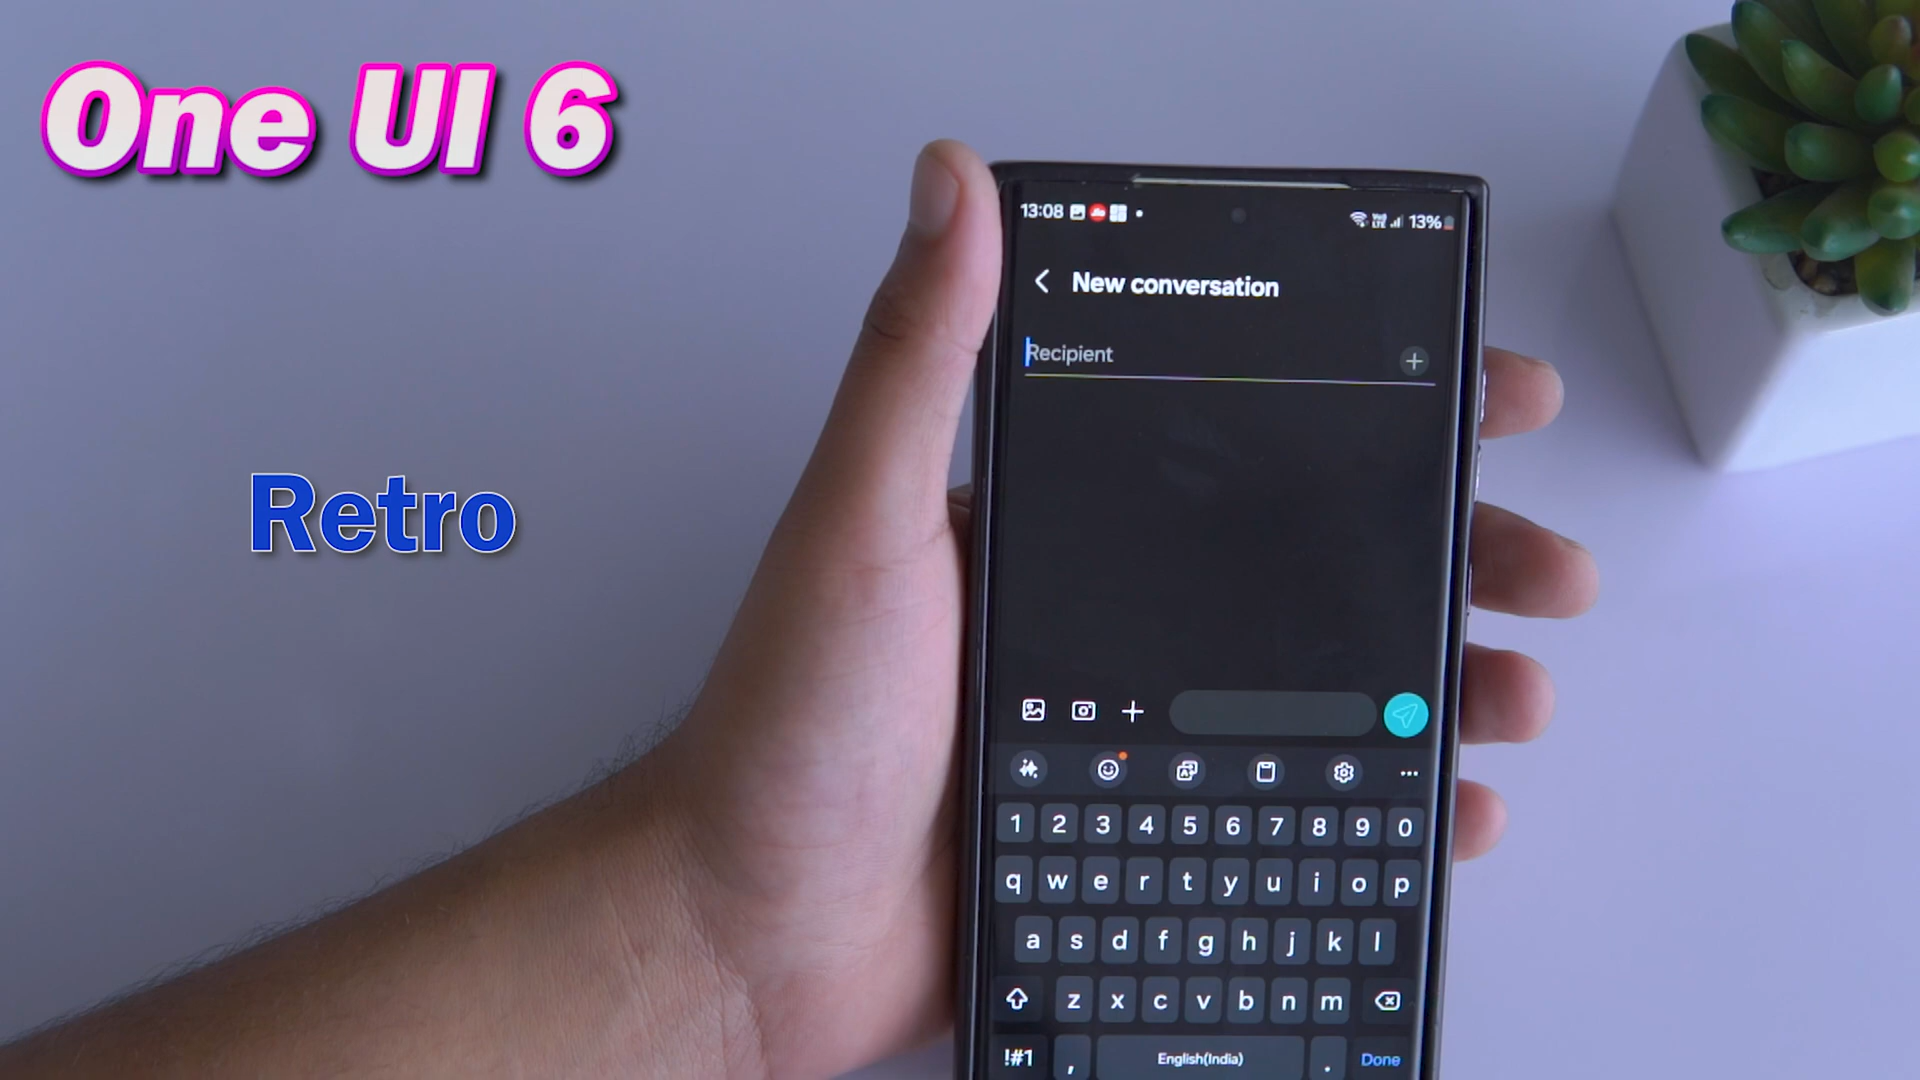 One UI 6
Retro
13:08
13%
New conversation
Recipient
1 2 3 4 5 6 7 8 9 0
q w e r t y u i o p
a s d f g h j k l
z x c v b n m
!#1 , English(India) . Done